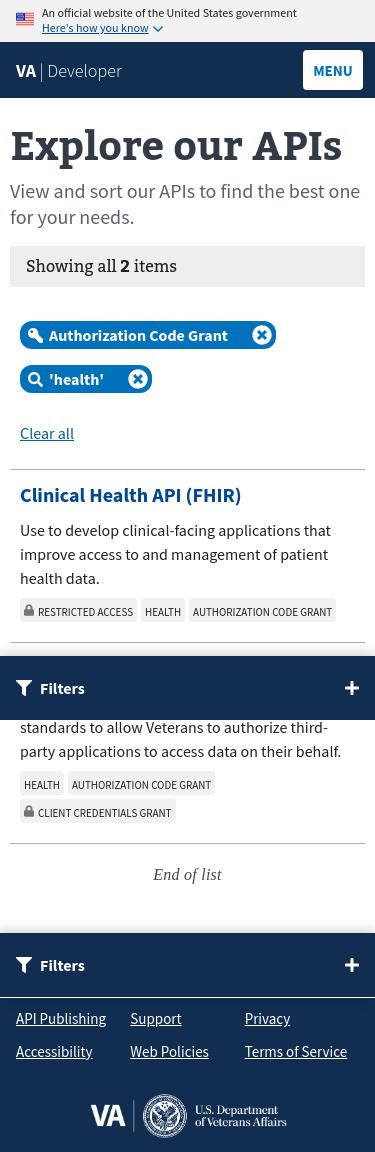 An official website of the United States government
Here's how you know
VA | Developer
MENU
Explore our APIs
View and sort our APIs to find the best one
for your needs.
Showing all 2 items
Authorization Code Grant
'health'
Clear all
Clinical Health API (FHIR)
Use to develop clinical-facing applications that
improve access to and management of patient
health data.
RESTRICTED ACCESS HEALTH AUTHORIZATION CODE GRANT
Filters
standards to allow Veterans to authorize third-
party applications to access data on their behalf.
HEALTH AUTHORIZATION CODE GRANT
CLIENT CREDENTIALS GRANT
End of list
Filters
API Publishing Support Privacy
Accessibility Web Policies Terms of Service
VA U.S. Department
of Veterans Affairs